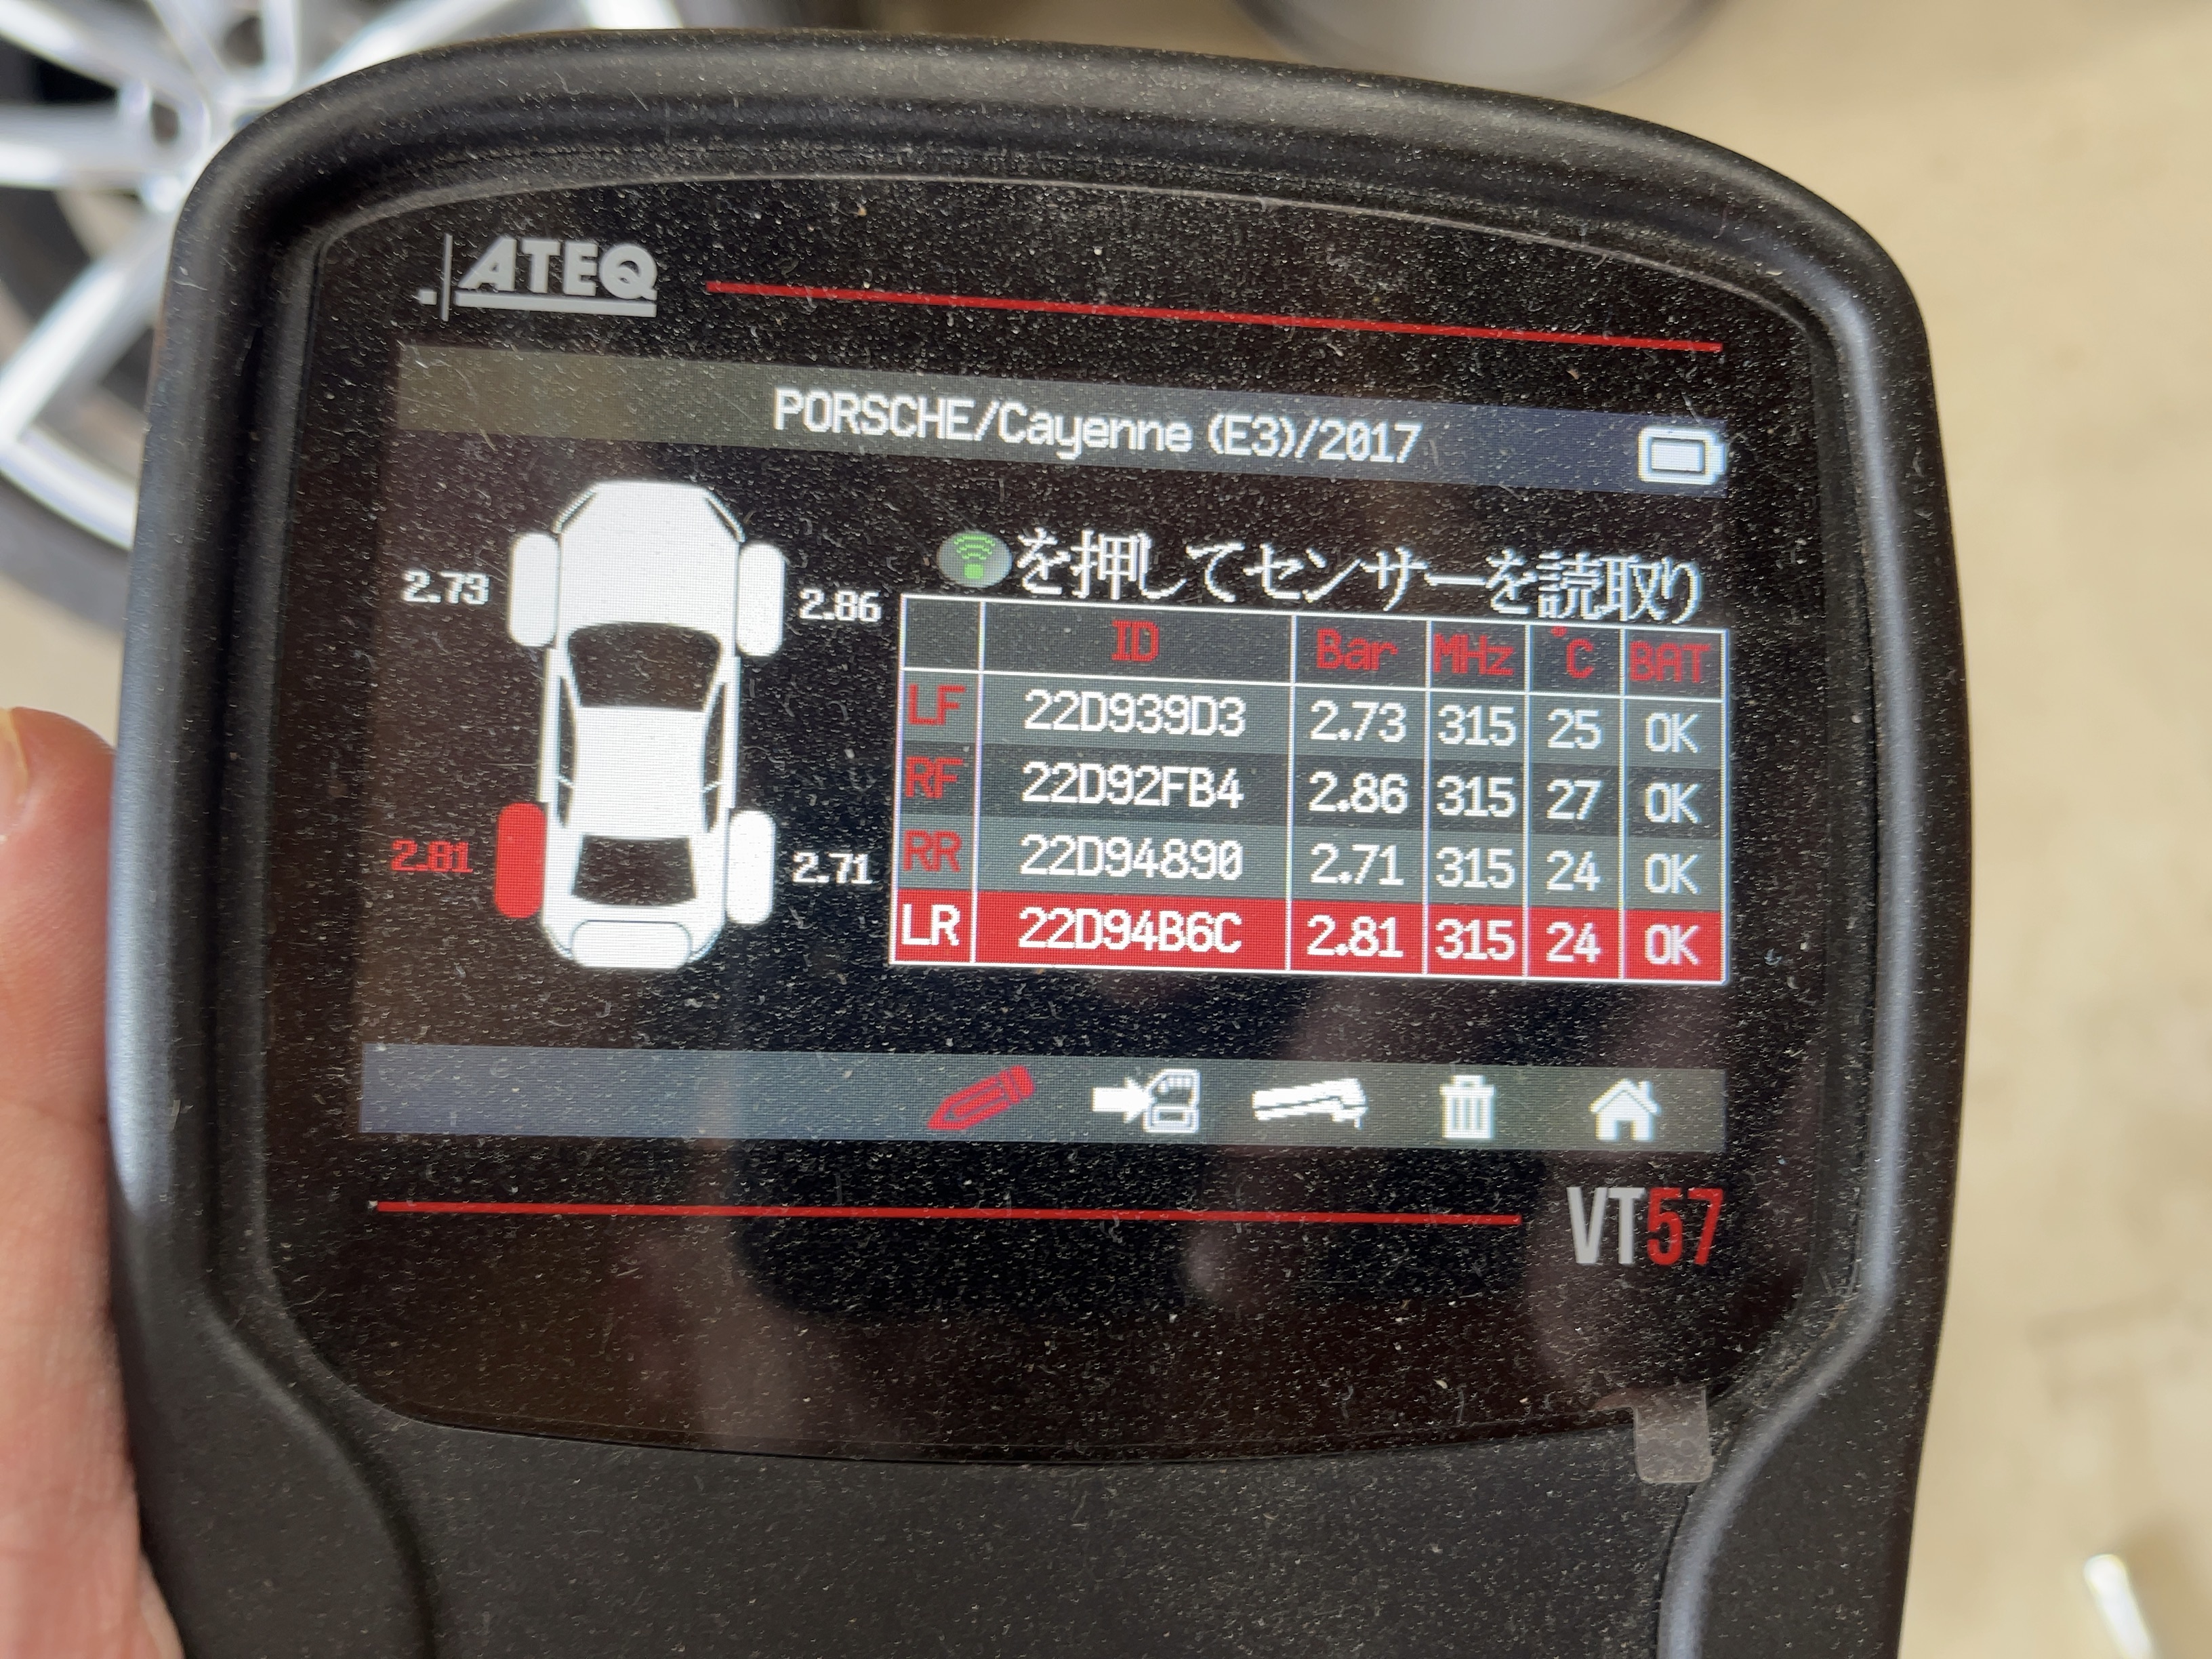 ATEQ
PORSCHE/Cayenne (E3)/2017
を押してセンサーを読取り
2.73
2.86
2.81
2.71
ID Bar MHz °C BAT
LF 22D939D3 2.73 315 25 OK
RF 22D92FB4 2.86 315 27 OK
RR 22D94890 2.71 315 24 OK
LR 22D94B6C 2.81 315 24 OK
VT57